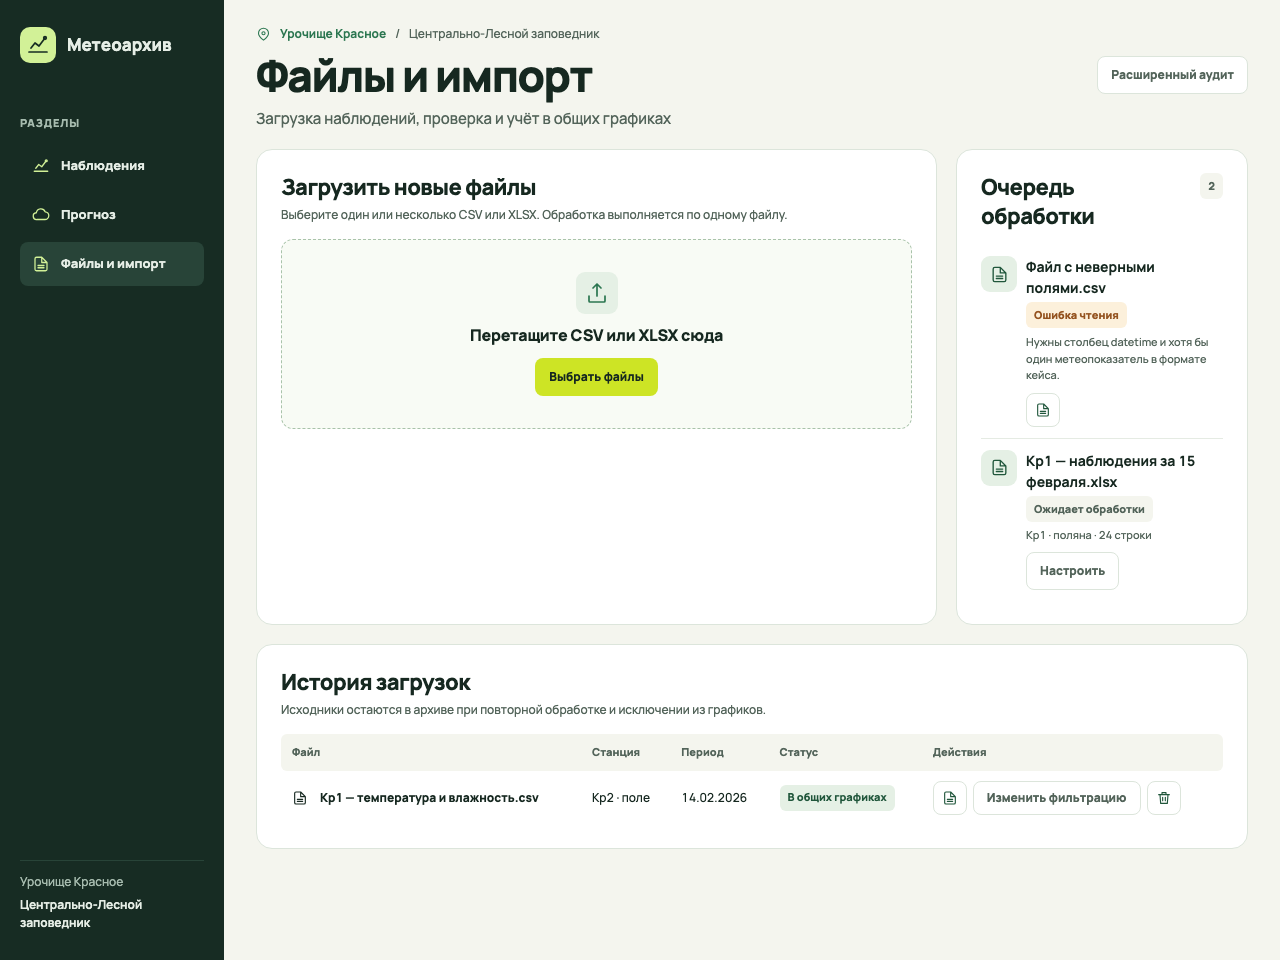 Метеоархив
РАЗДЕЛЫ
Наблюдения
Прогноз
Файлы и импорт
Урочище Красное
Центрально-Лесной
заповедник
Урочище Красное / Центрально-Лесной заповедник
Файлы и импорт
Расширенный аудит
Загрузка наблюдений, проверка и учёт в общих графиках
Загрузить новые файлы
Выберите один или несколько CSV или XLSX. Обработка выполняется по одному файлу.
Перетащите CSV или XLSX сюда
Выбрать файлы
Очередь
обработки
2
Файл с неверными
полями.csv
Ошибка чтения
Нужны столбец datetime и хотя бы
один метеопоказатель в формате
кейса.
Кр1 — наблюдения за 15
февраля.xlsx
Ожидает обработки
Кр1 · поляна · 24 строки
Настроить
История загрузок
Исходники остаются в архиве при повторной обработке и исключении из графиков.
Файл Станция Период Статус Действия
Кр1 — температура и влажность.csv Кр2 · поле 14.02.2026 В общих графиках Изменить фильтрацию